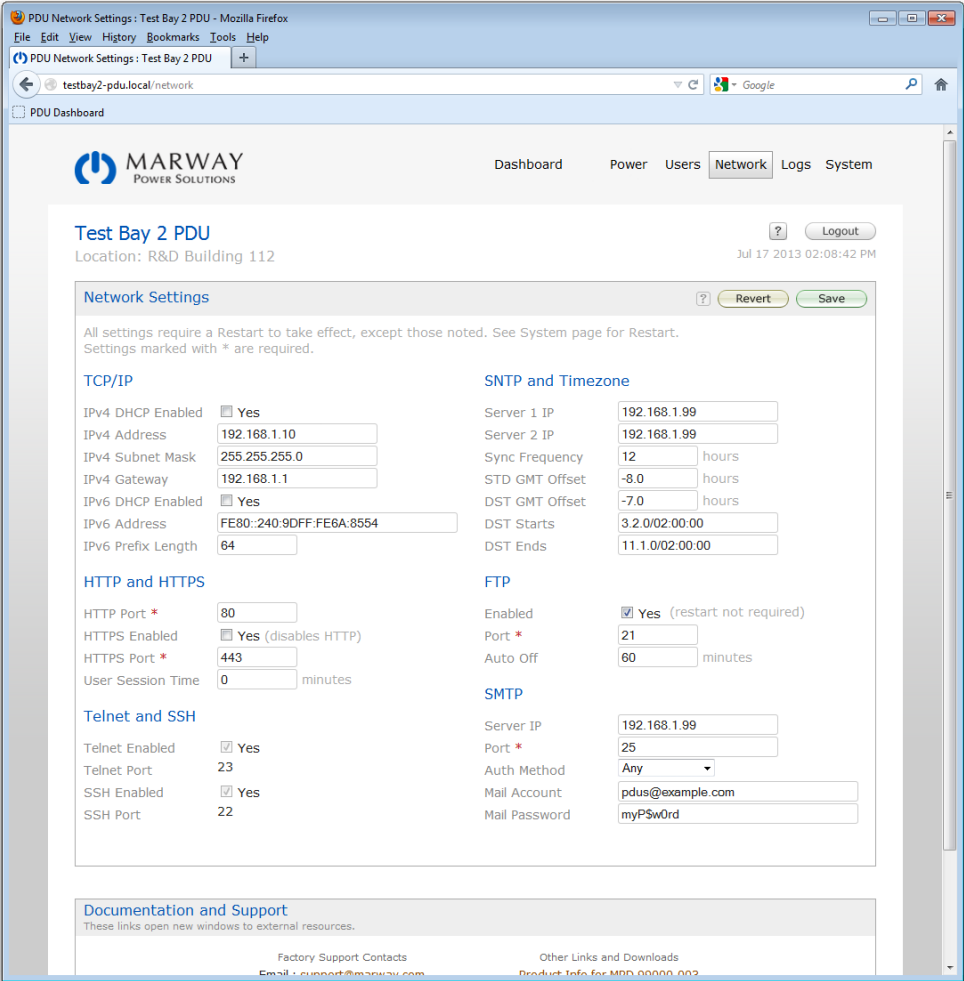 PDU Network Settings : Test Bay 2 PDU - Mozilla Firefox
File Edit View History Bookmarks Tools Help
PDU Network Settings : Test Bay 2 PDU +
testbay2-pdu.local/network Google
PDU Dashboard
MARWAY
POWER SOLUTIONS
Dashboard Power Users Network Logs System
Test Bay 2 PDU ? Logout
Location: R&D Building 112 Jul 17 2013 02:08:42 PM
Network Settings ? Revert Save
All settings require a Restart to take effect, except those noted. See System page for Restart.
Settings marked with * are required.
TCP/IP
IPv4 DHCP Enabled Yes
IPv4 Address 192.168.1.10
IPv4 Subnet Mask 255.255.255.0
IPv4 Gateway 192.168.1.1
IPv6 DHCP Enabled Yes
IPv6 Address FE80::240:9DFF:FE6A:8554
IPv6 Prefix Length 64
HTTP and HTTPS
HTTP Port * 80
HTTPS Enabled Yes (disables HTTP)
HTTPS Port * 443
User Session Time 0 minutes
Telnet and SSH
Telnet Enabled Yes
Telnet Port 23
SSH Enabled Yes
SSH Port 22
SNTP and Timezone
Server 1 IP 192.168.1.99
Server 2 IP 192.168.1.99
Sync Frequency 12 hours
STD GMT Offset -8.0 hours
DST GMT Offset -7.0 hours
DST Starts 3.2.0/02:00:00
DST Ends 11.1.0/02:00:00
FTP
Enabled Yes (restart not required)
Port * 21
Auto Off 60 minutes
SMTP
Server IP 192.168.1.99
Port * 25
Auth Method Any
Mail Account pdus@example.com
Mail Password myP$w0rd
Documentation and Support
These links open new windows to external resources.
Factory Support Contacts
Email : support@marway.com
Other Links and Downloads
Product Info for MPD 99000-003